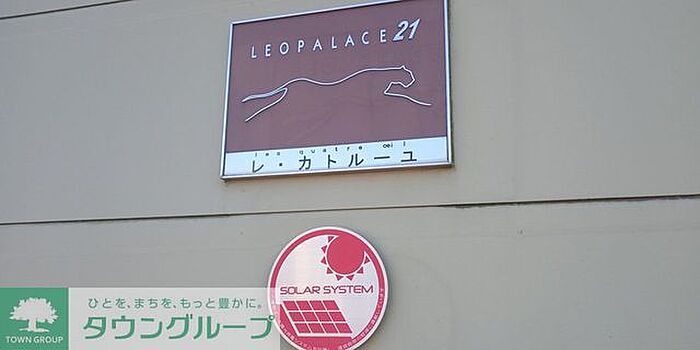 LEOPALACE21
les quatre œil
レ・カトルーユ
SOLAR SYSTEM
ひとを、まちを、もっと豊かに。
タウングループ
TOWN GROUP